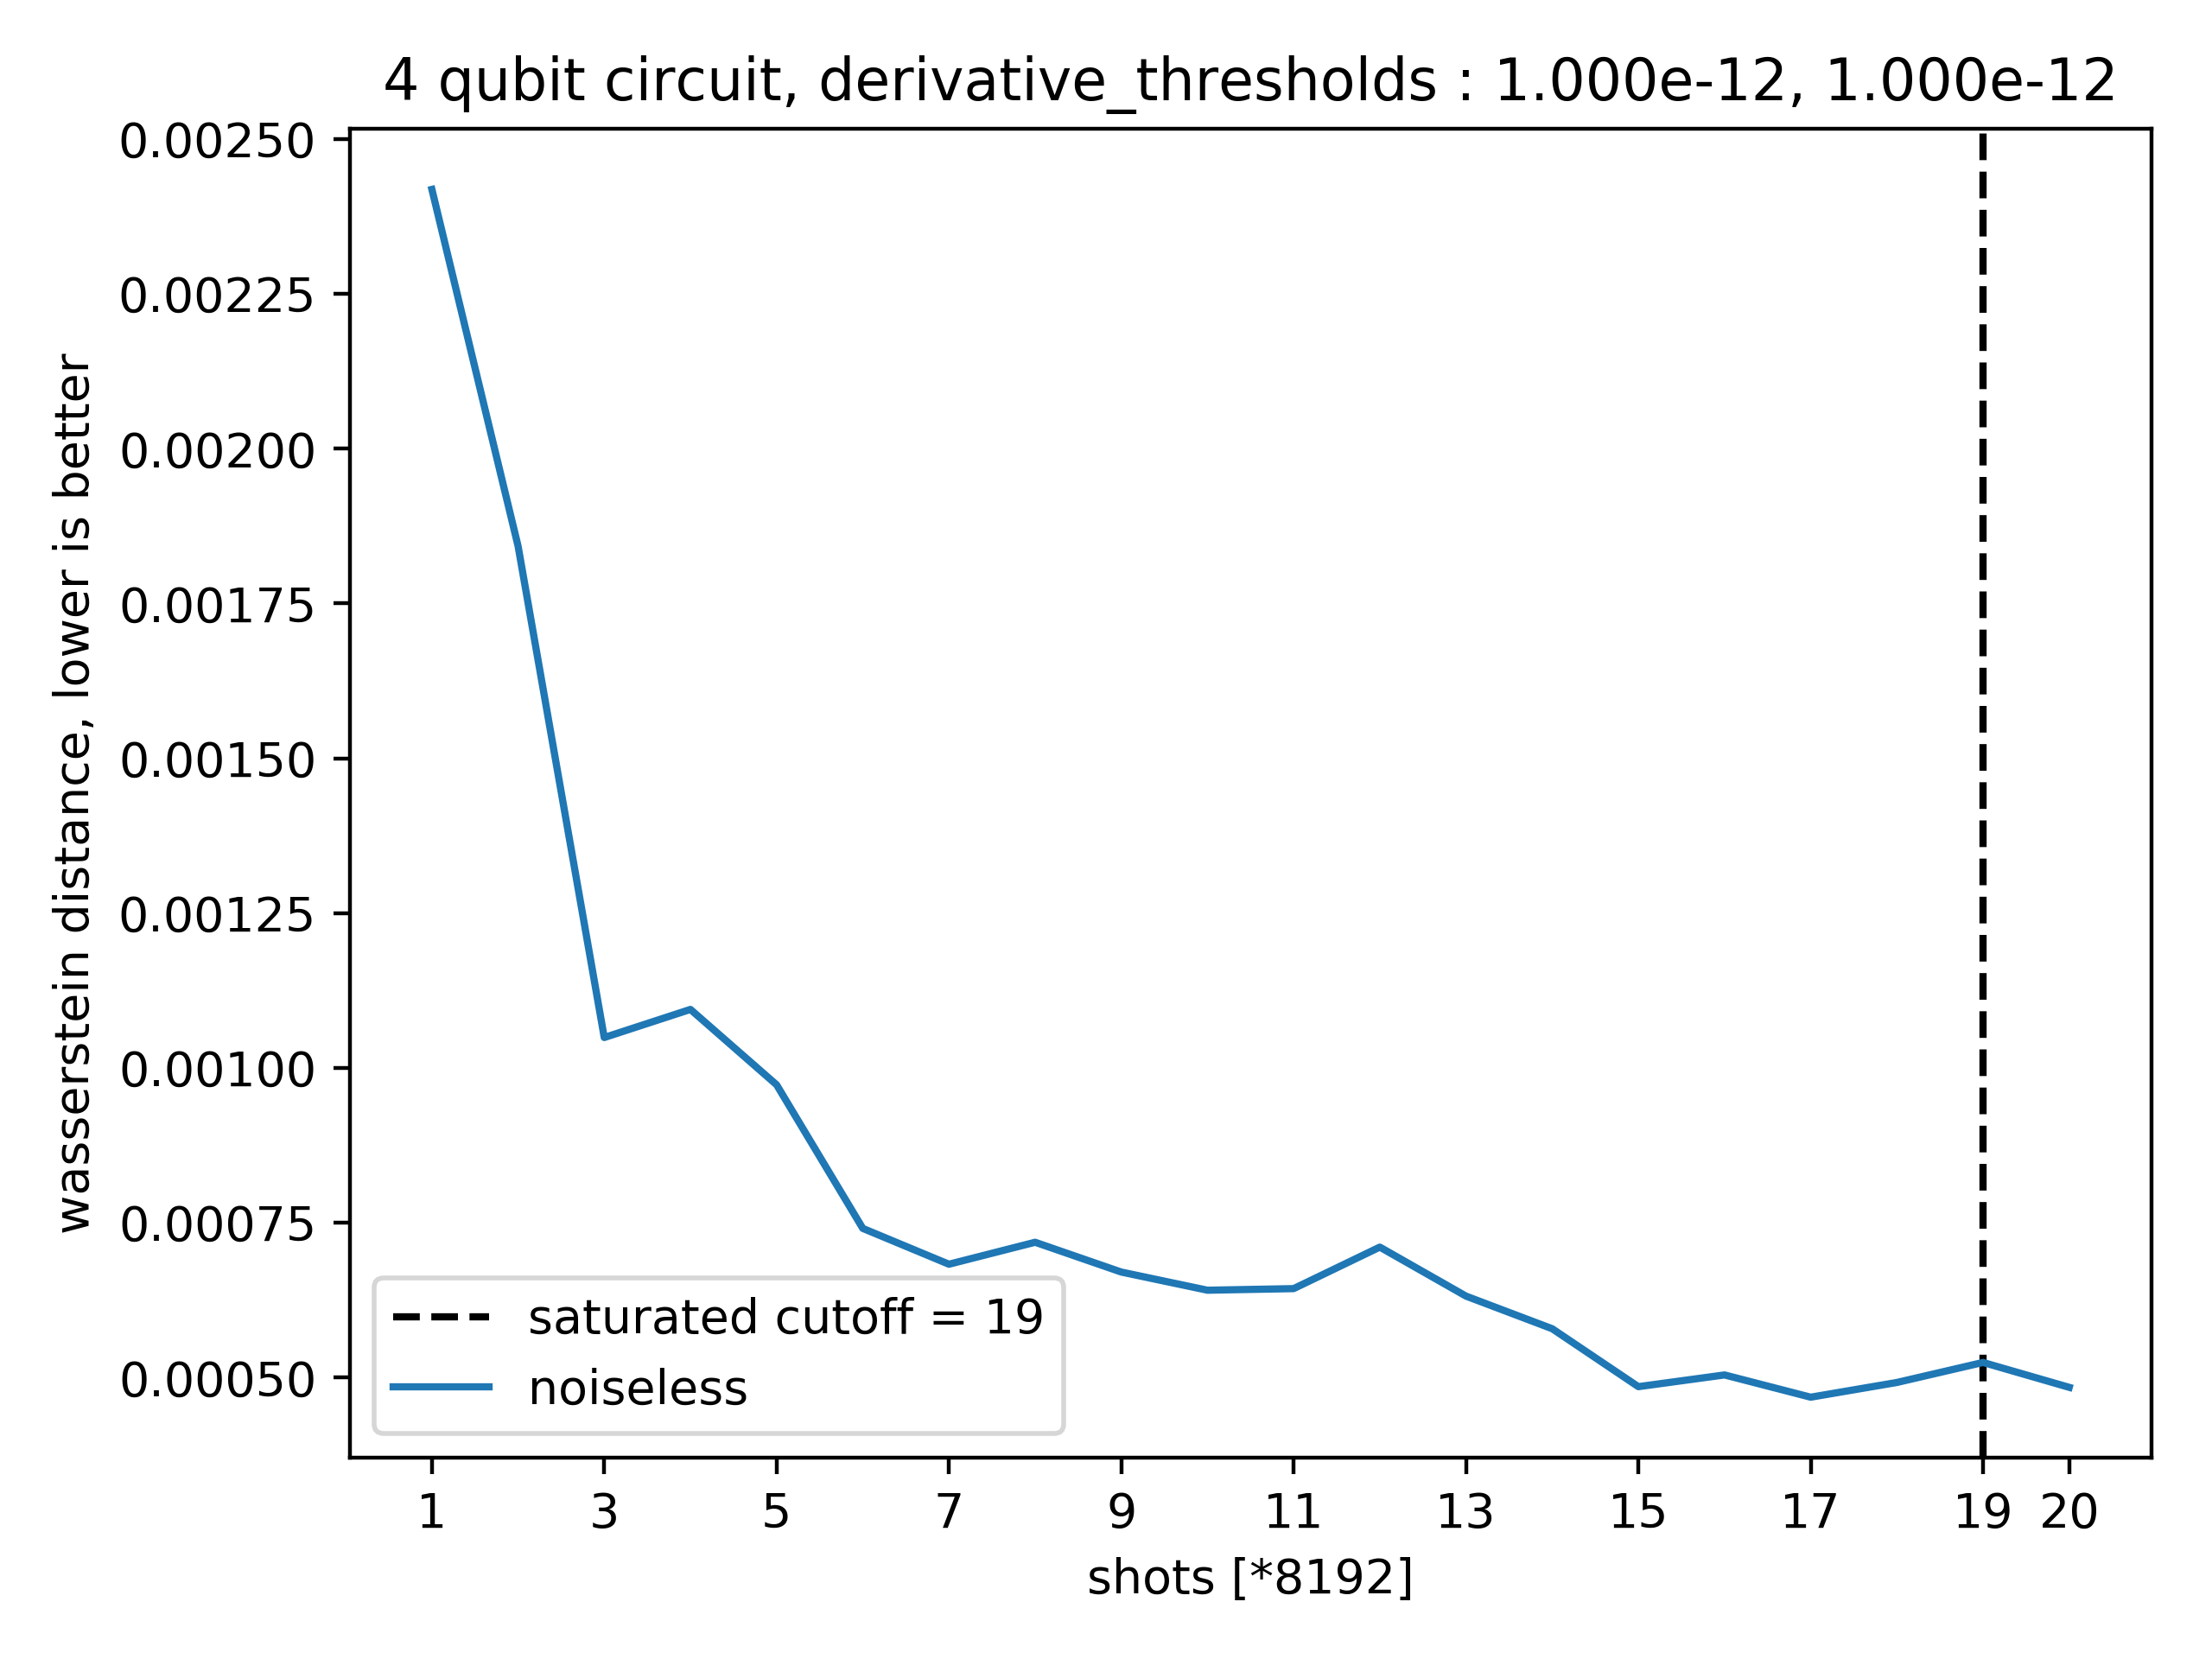 4 qubit circuit, derivative_thresholds : 1.000e-12, 1.000e-12
wasserstein distance, lower is better
0.00250
0.00225
0.00200
0.00175
0.00150
0.00125
0.00100
0.00075
0.00050
saturated cutoff = 19
noiseless
1 3 5 7 9 11 13 15 17 19 20
shots [*8192]